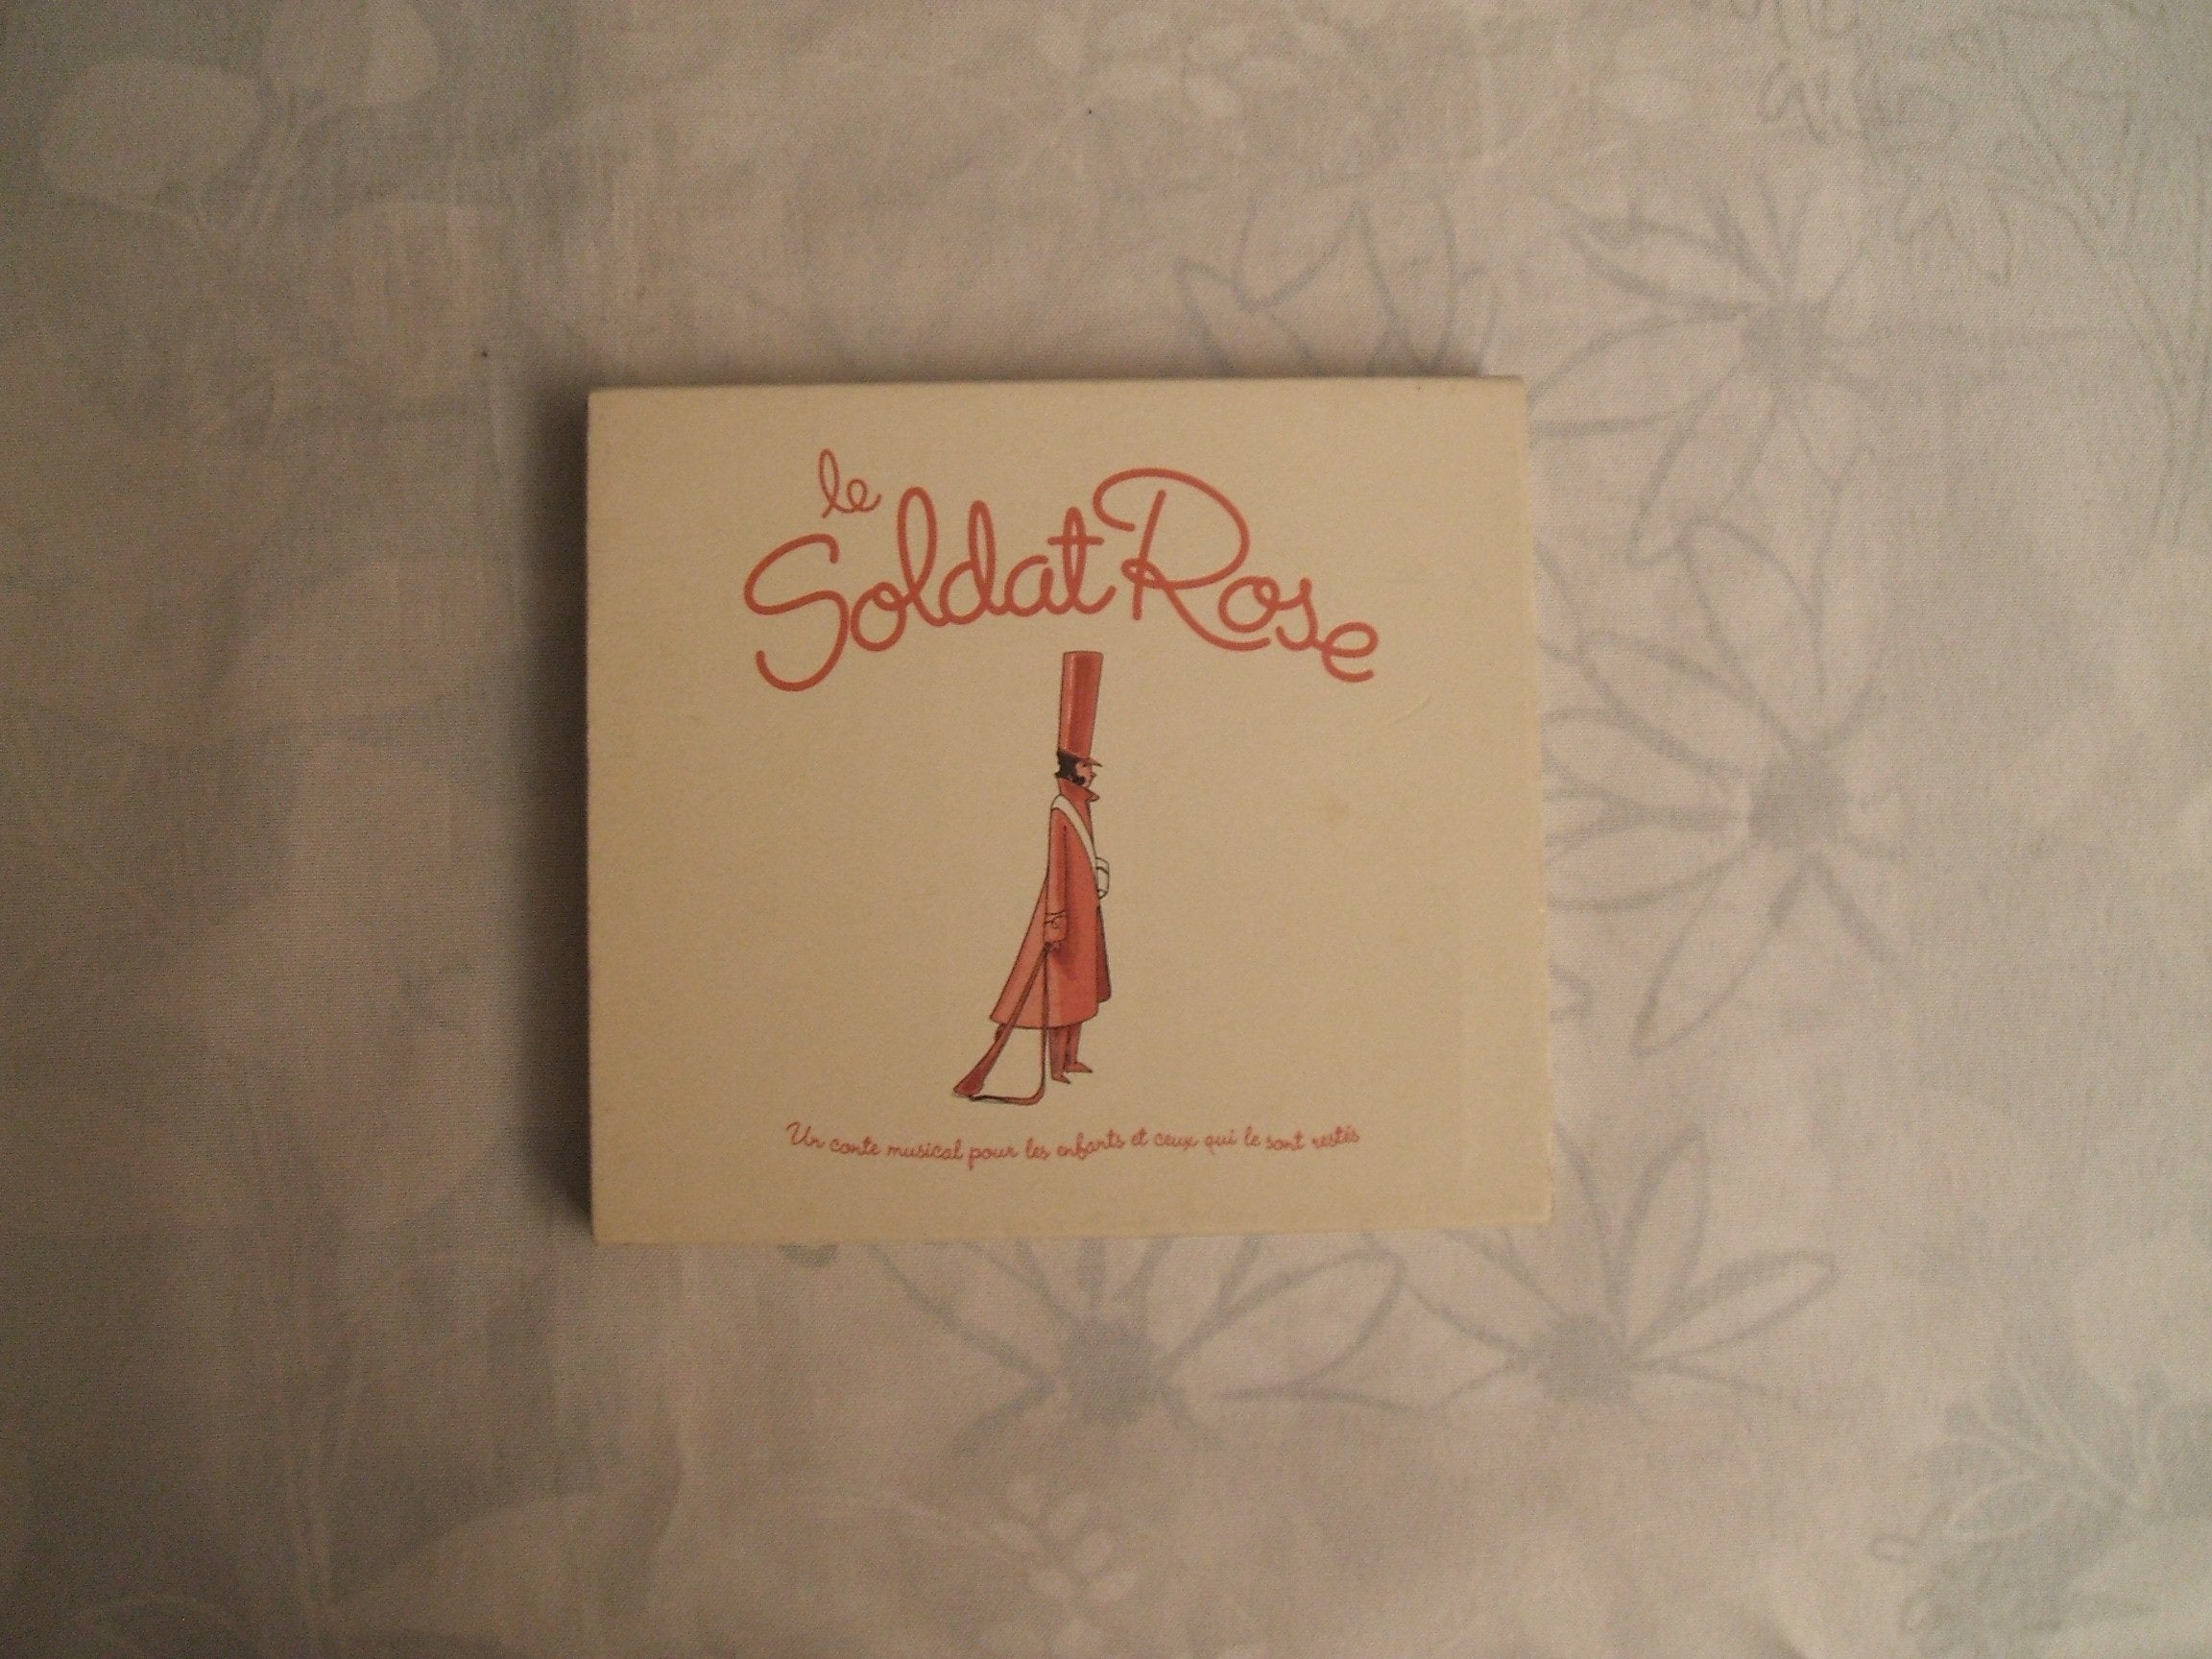 le
Soldat Rose
Un conte musical pour les enfants et ceux qui le sont restés